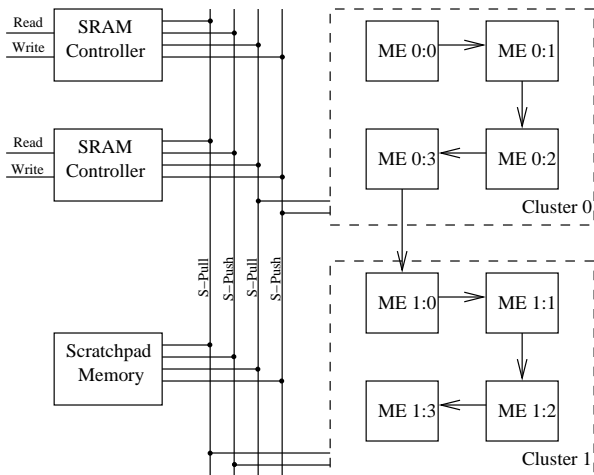 Read
Write
SRAM
Controller
ME 0:0
ME 0:1
Read
Write
SRAM
Controller
ME 0:3
ME 0:2
Cluster 0
S−Pull
S−Push
S−Pull
S−Push
ME 1:0
ME 1:1
Scratchpad
Memory
ME 1:3
ME 1:2
Cluster 1